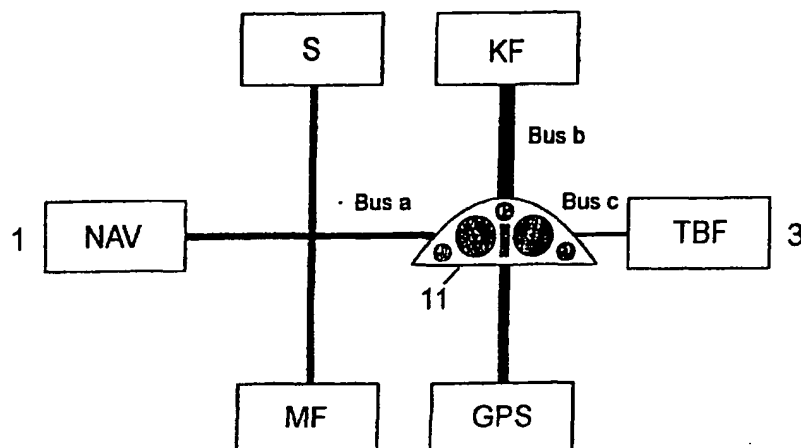 S
KF
Bus b
Bus a
Bus c
1
NAV
TBF
3
11
MF
GPS